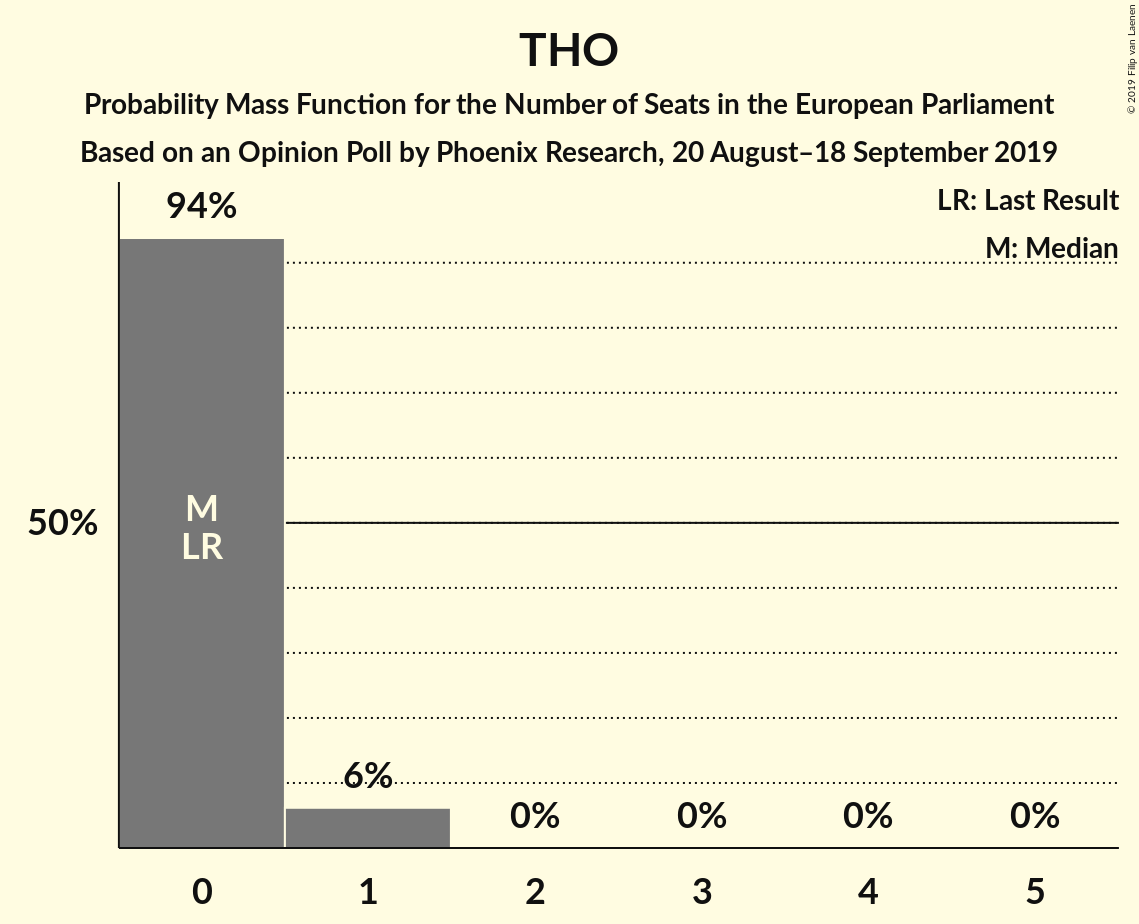 THO
Probability Mass Function for the Number of Seats in the European Parliament
Based on an Opinion Poll by Phoenix Research, 20 August–18 September 2019
© 2019 Filip van Laenen
LR: Last Result
M: Median
94%
50%
M
LR
6%
0%
0%
0%
0%
0
1
2
3
4
5